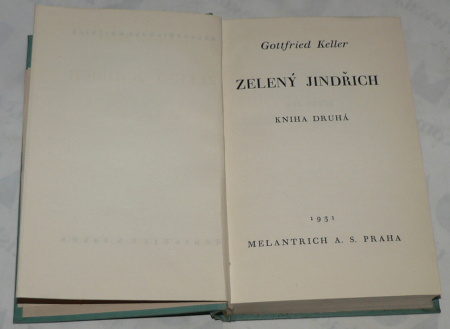 Gottfried Keller
ZELENÝ JINDŘICH
KNIHA DRUHÁ
1931
MELANTRICH A. S. PRAHA